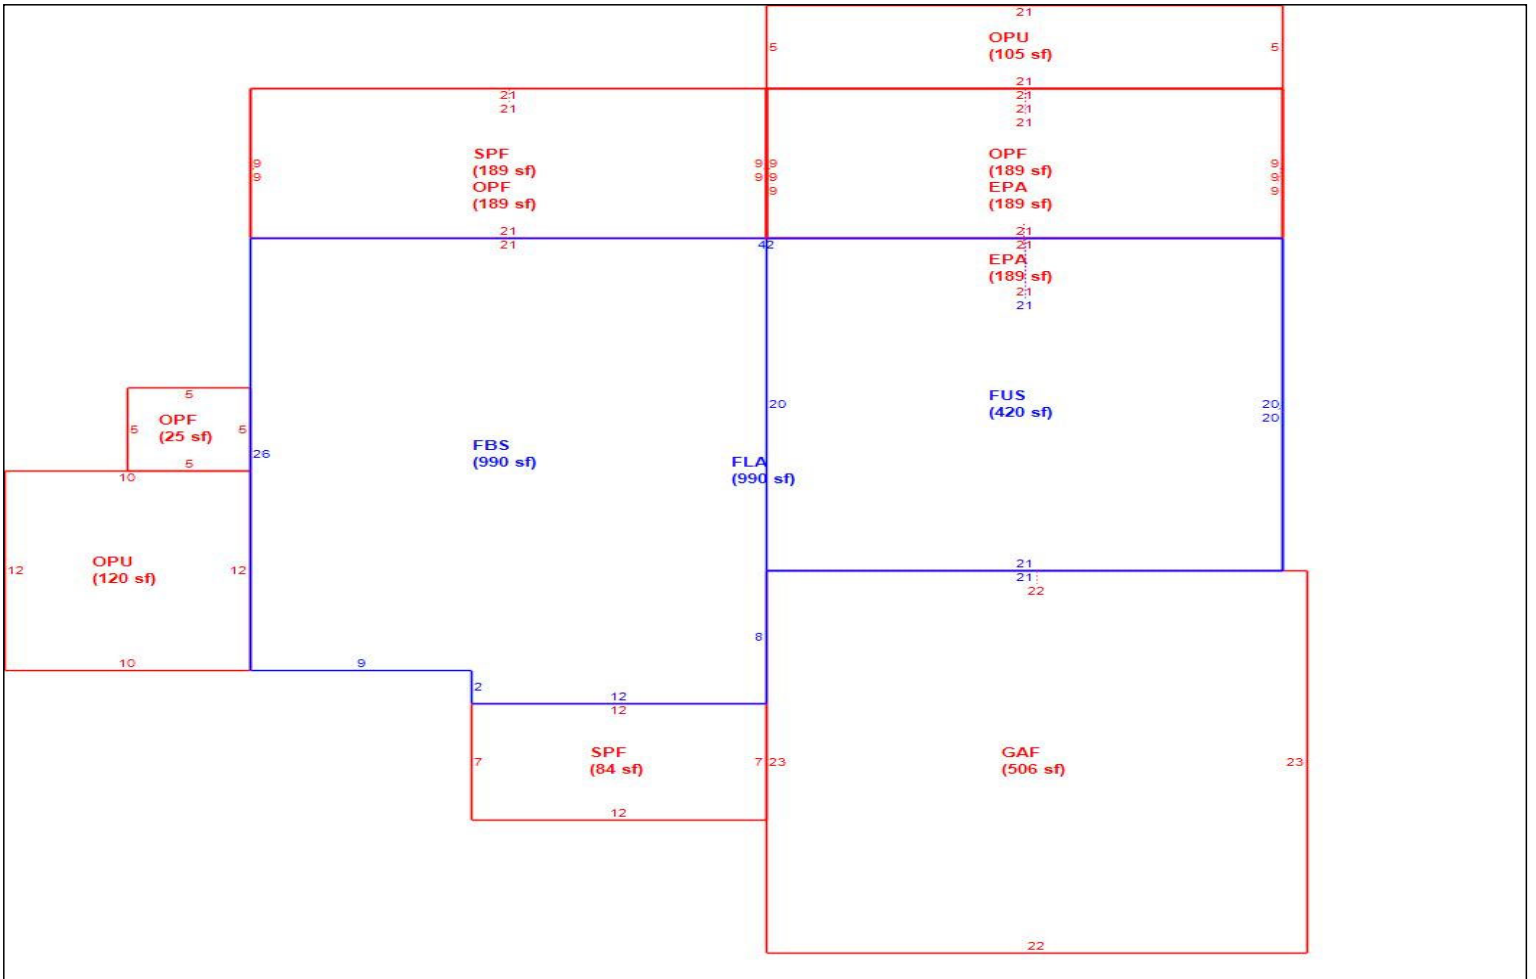 21
OPU
(105 sf)
5
5
21
21
21
21
21
21
SPF
(189 sf)
OPF
(189 sf)
9
9
9
9
OPF
(189 sf)
EPA
(189 sf)
9
9
9
9
9
9
21
21
42
21
21
EPA
(189 sf)
21
21
5
OPF
(25 sf)
5
5
5
26
FBS
(990 sf)
FLA
(990 sf)
20
FUS
(420 sf)
20
20
10
OPU
(120 sf)
12
12
10
9
2
8
12
12
21
21
22
SPF
(84 sf)
7
7
12
23
GAF
(506 sf)
23
22